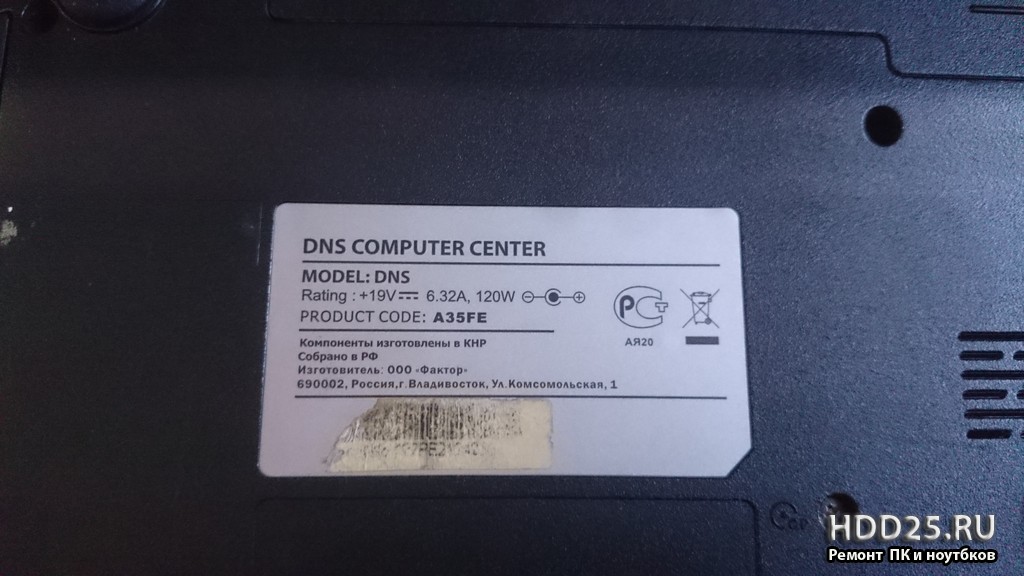 DNS COMPUTER CENTER
MODEL: DNS
Rating : +19V 6.32A, 120W
PRODUCT CODE: A35FE
Компоненты изготовлены в КНР
Собрано в РФ
Изготовитель: ООО «Фактор»
690002, Россия,г.Владивосток, Ул.Комсомольская, 1
РСТ
АЯ20
HDD25.RU
Ремонт ПК и ноутбков